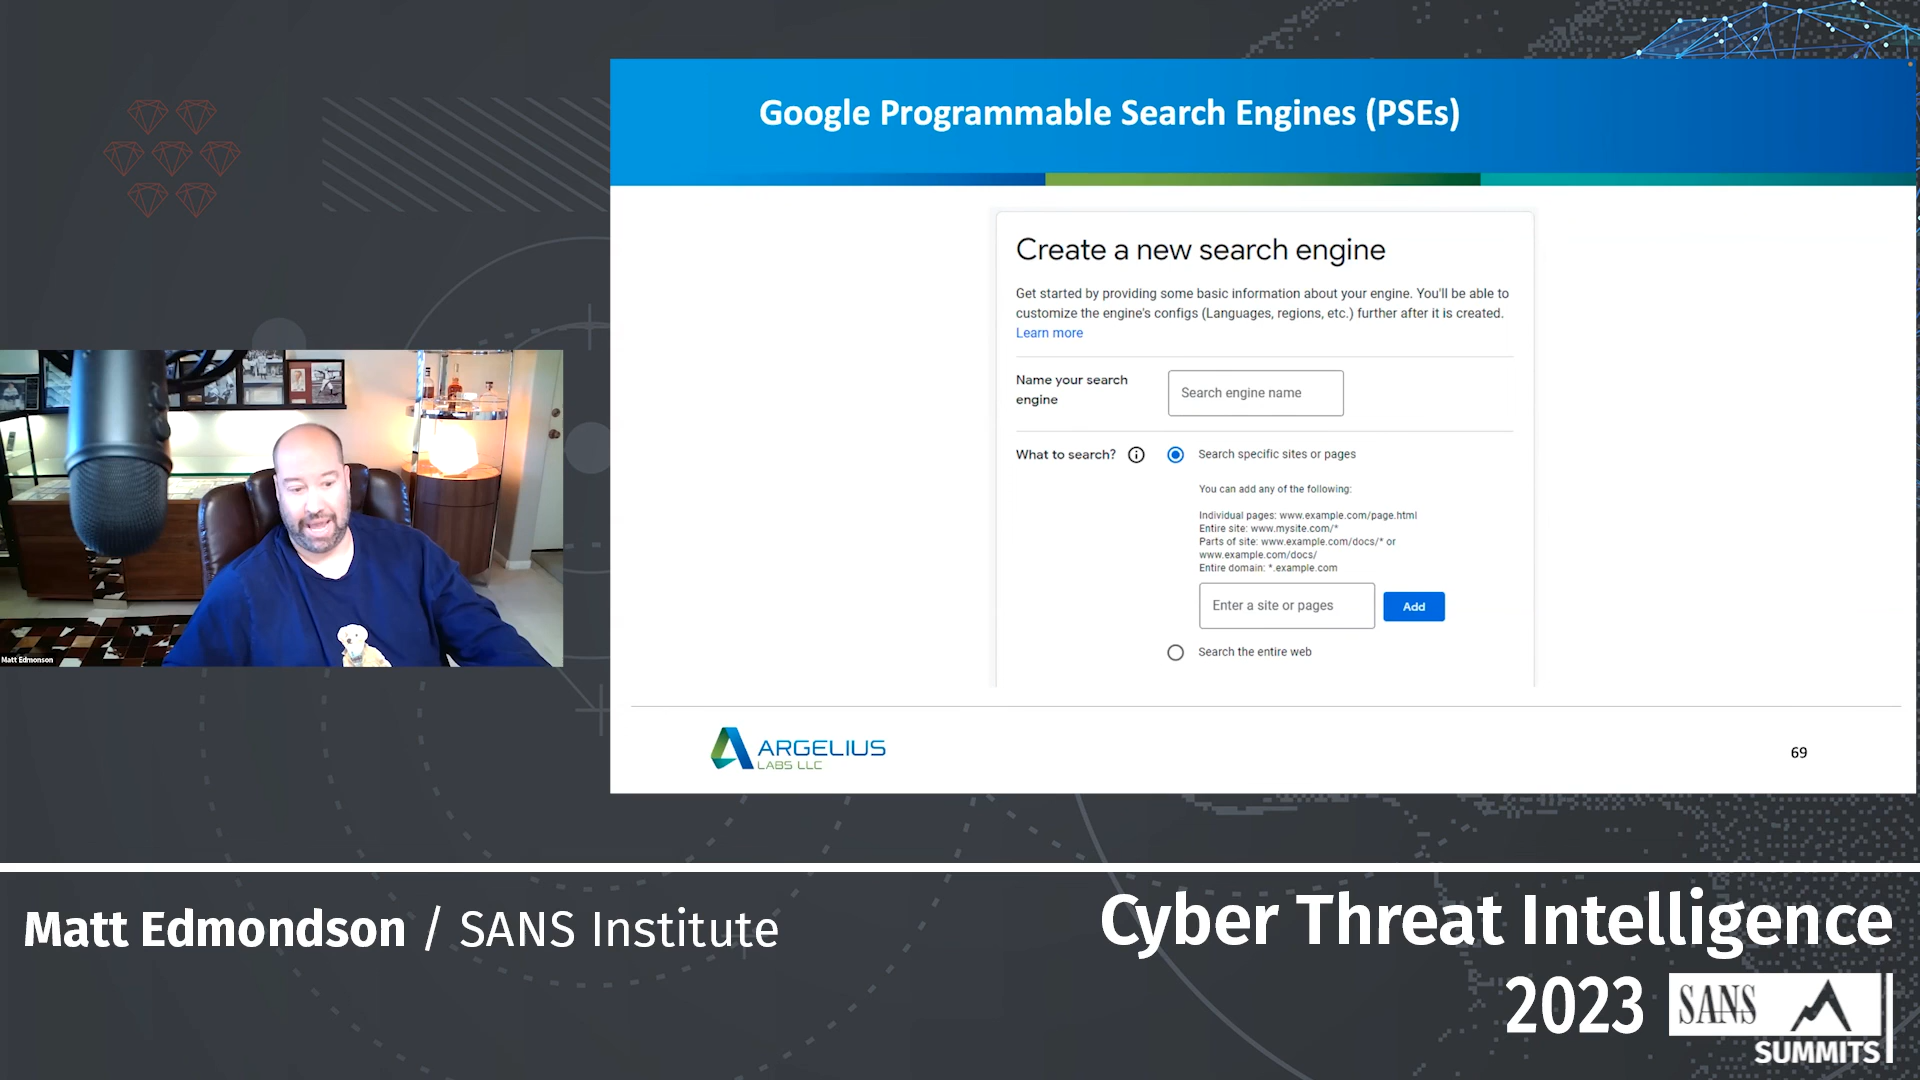 Google Programmable Search Engines (PSEs)
Create a new search engine
Get started by providing some basic information about your engine. You'll be able to
customize the engine's configs (Languages, regions, etc.) further after it is created.
Learn more
Name your search
engine
Search engine name
What to search?
Search specific sites or pages
You can add any of the following:
Individual pages: www.example.com/page.html
Entire site: www.mysite.com/*
Parts of site: www.example.com/docs/* or
www.example.com/docs/
Entire domain: *.example.com
Enter a site or pages
Add
Search the entire web
ARGELIUS
LABS LLC
69
Matt Edmonson
Matt Edmondson / SANS Institute
Cyber Threat Intelligence
2023
SANS
SUMMITS